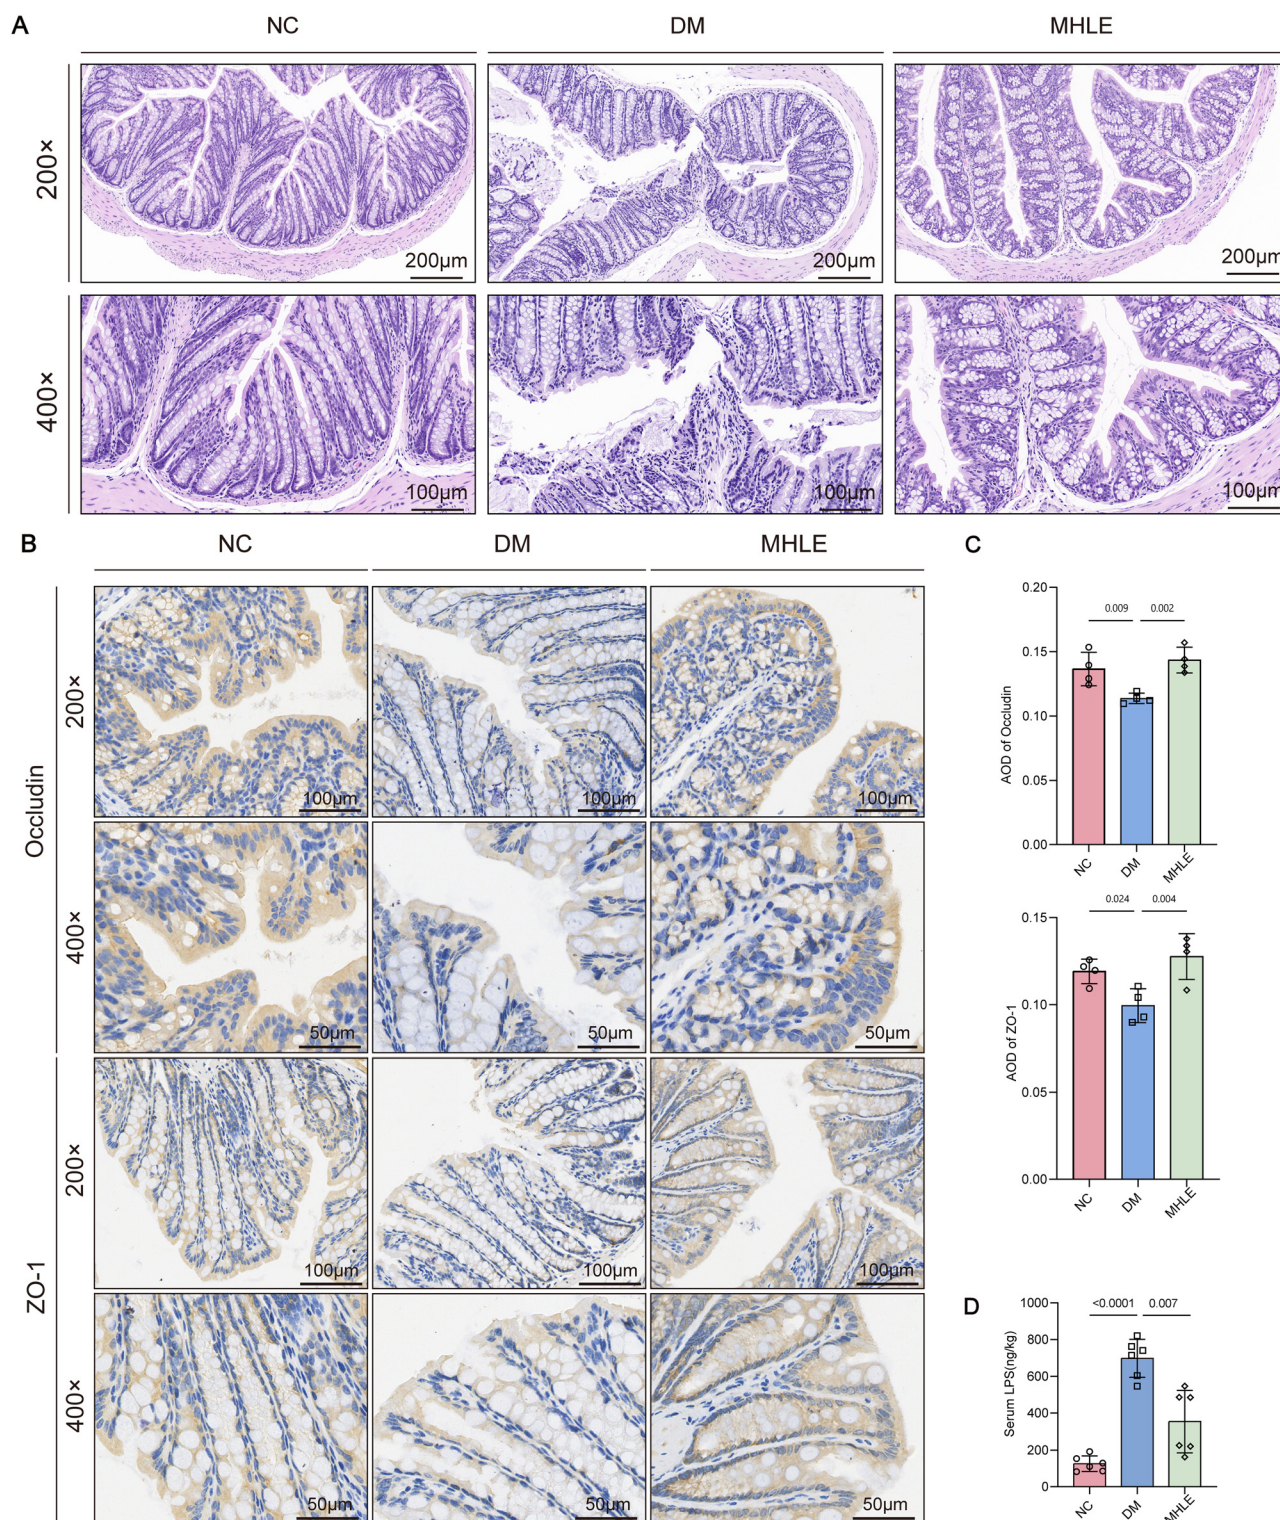 A
NC DM MHLE
200×
200μm 200μm 200μm
400×
100μm 100μm 100μm
B
NC DM MHLE
Occludin
200×
100μm 100μm 100μm
400×
50μm 50μm 50μm
ZO-1
200×
100μm 100μm 100μm
400×
50μm 50μm 50μm
C
0.20
0.15
0.10
0.05
0.00
AOD of Occludin
0.009 0.002
NC DM MHLE
0.15
0.10
0.05
0.00
AOD of ZO-1
0.024 0.004
NC DM MHLE
D
1000
800
600
400
200
0
Serum LPS(ng/kg)
<0.0001 0.007
NC DM MHLE